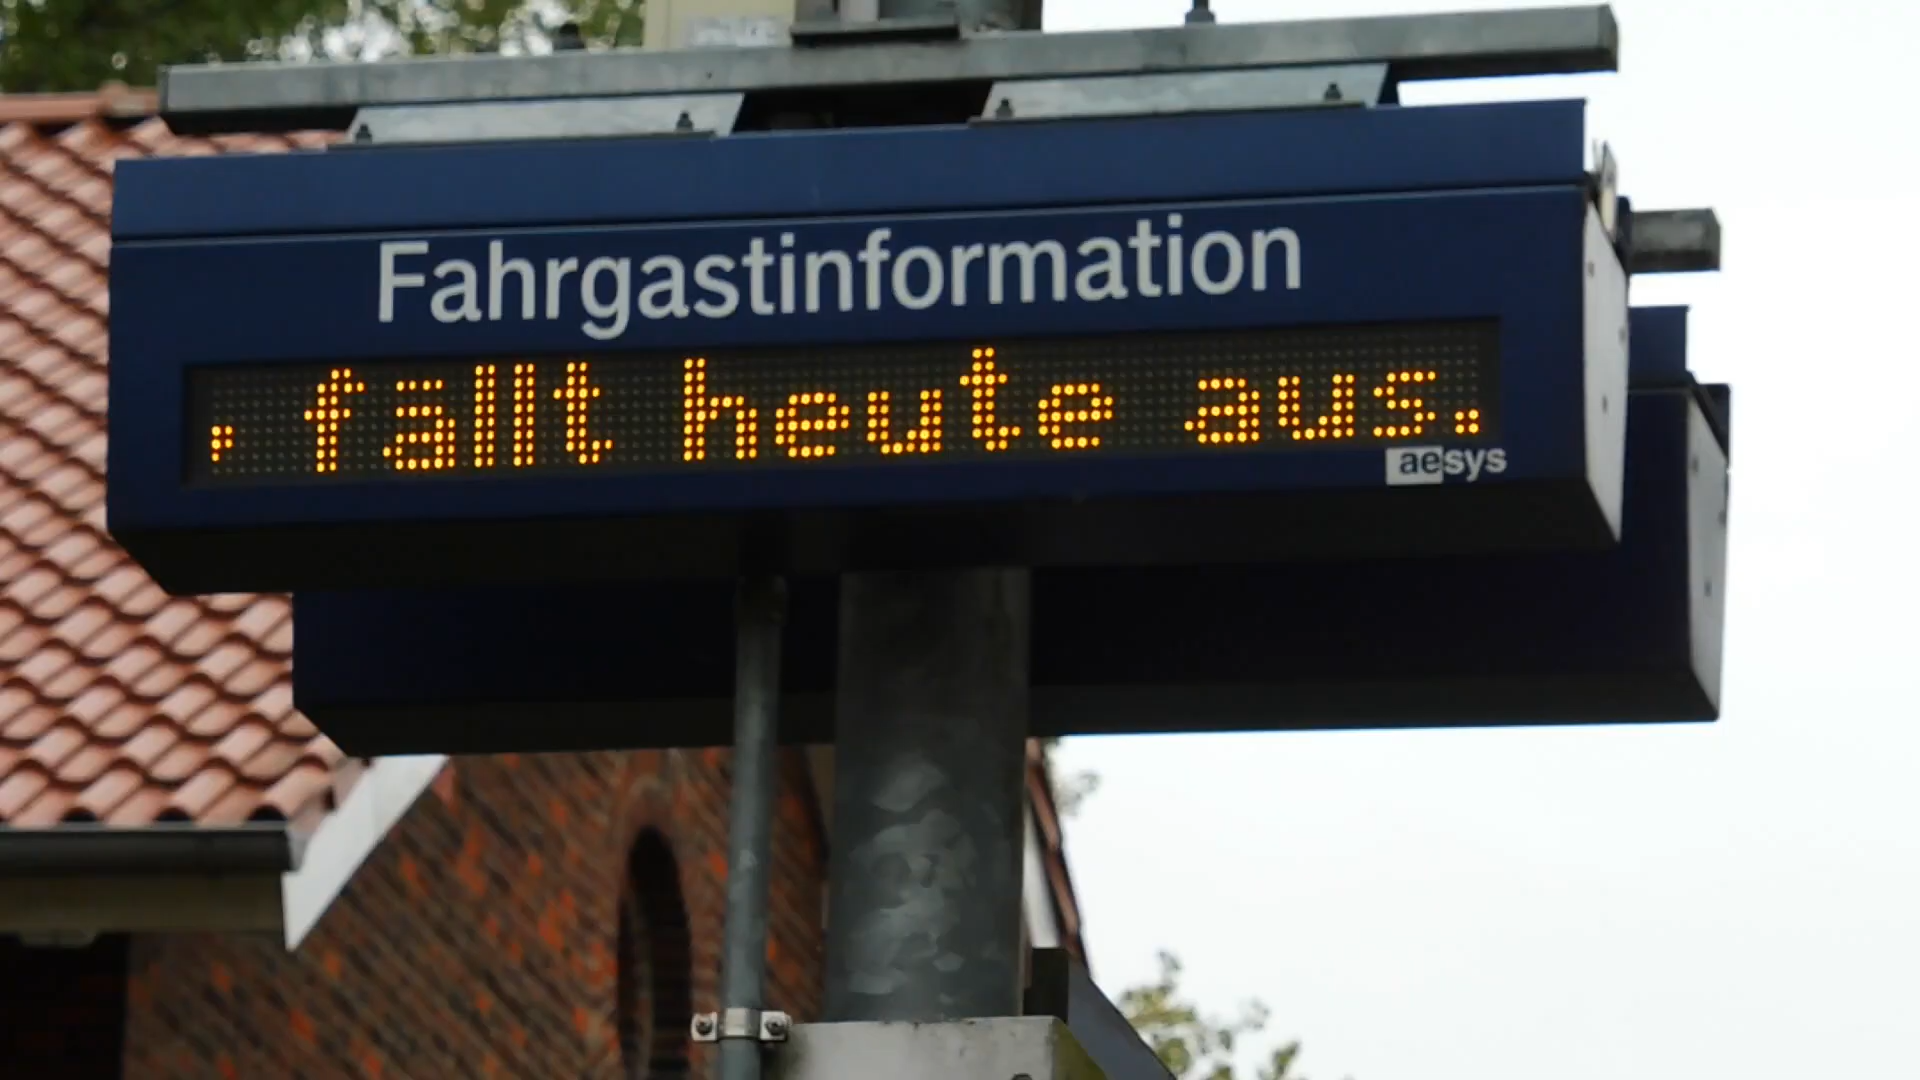 Fahrgastinformation
, fällt heute aus.
aesys